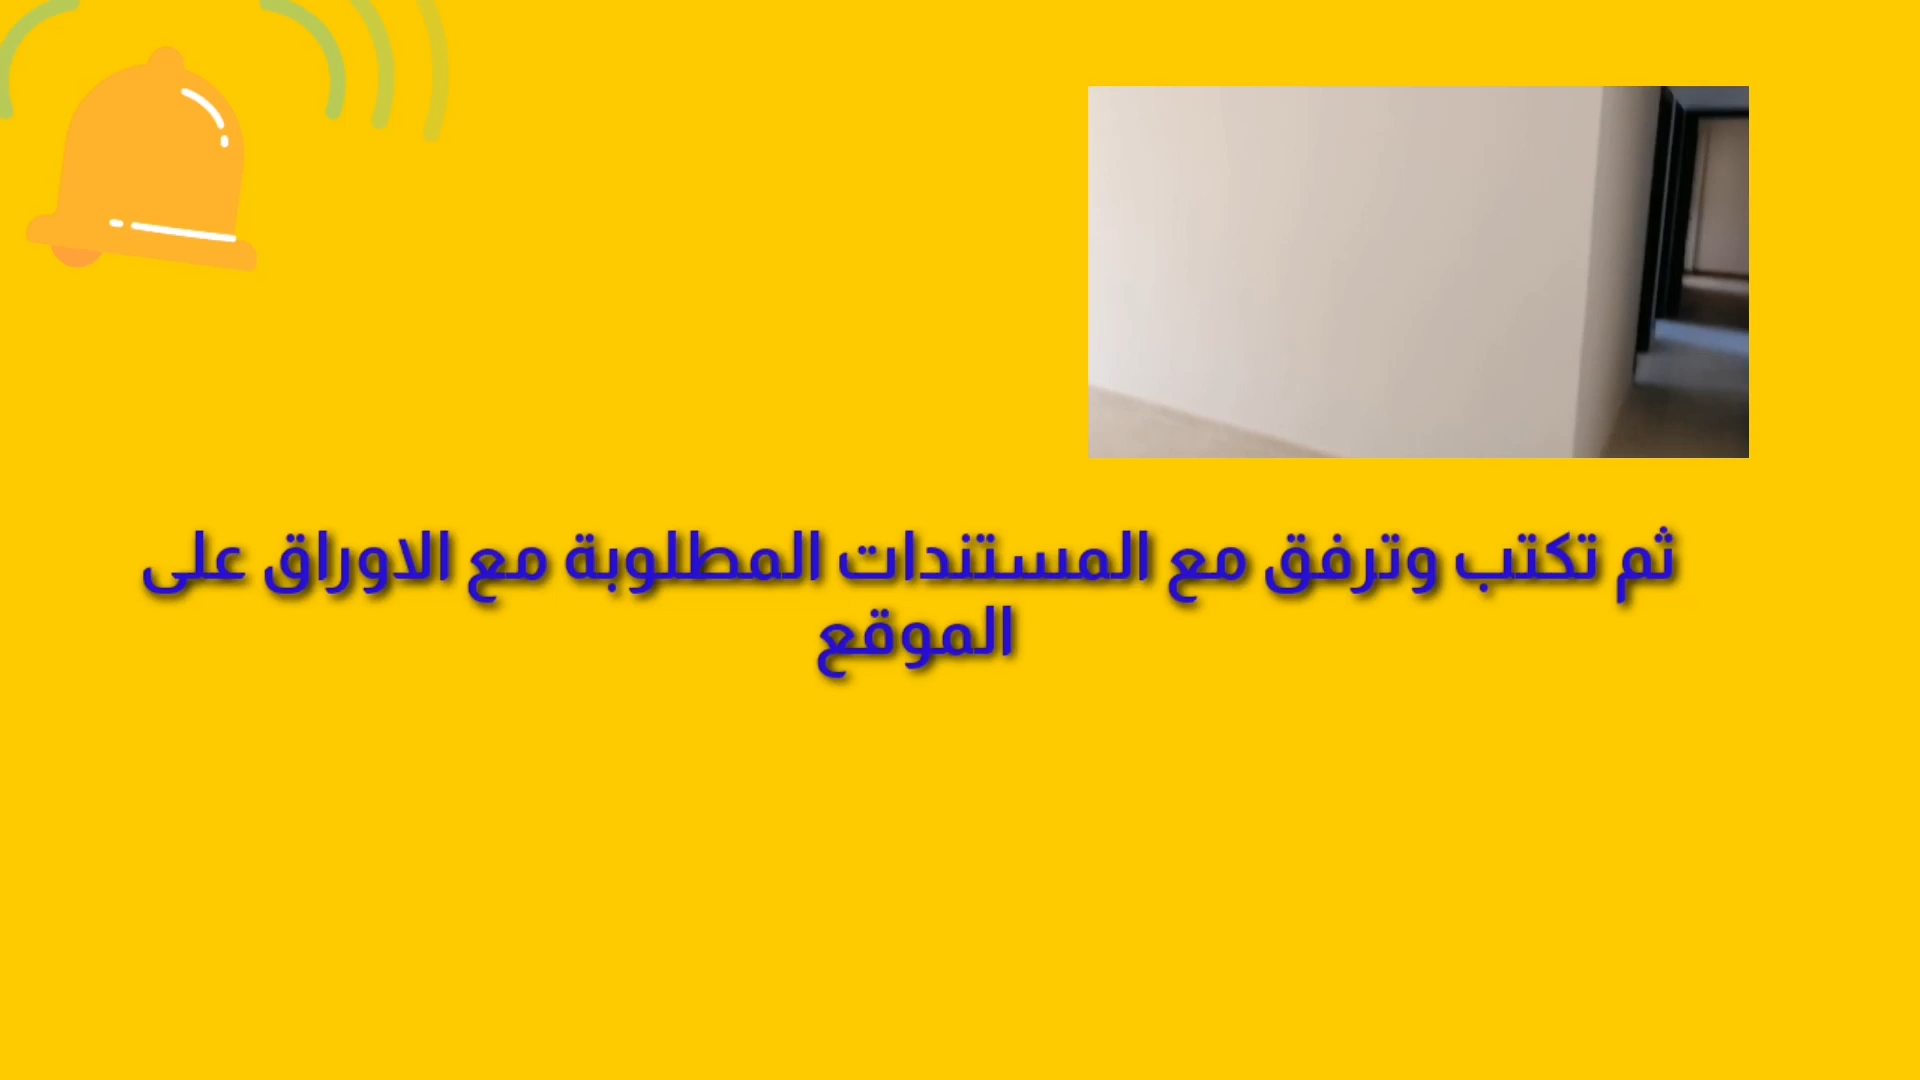 ثم تكتب وترفق مع المستندات المطلوبة مع الاوراق على
الموقع